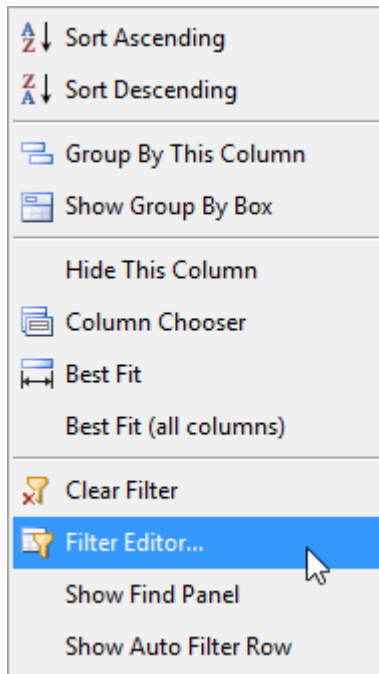 Sort Ascending
Sort Descending
Group By This Column
Show Group By Box
Hide This Column
Column Chooser
Best Fit
Best Fit (all columns)
Clear Filter
Filter Editor...
Show Find Panel
Show Auto Filter Row